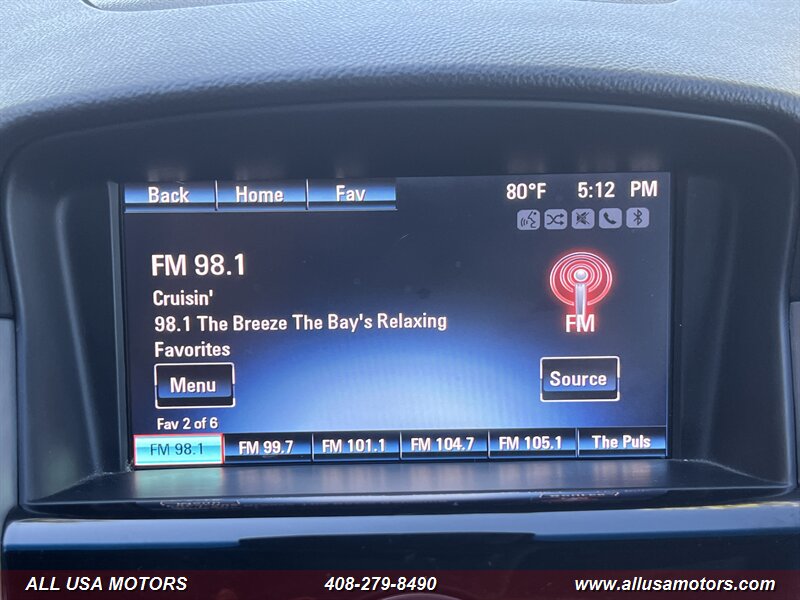 Back Home Fav 80°F 5:12 PM
FM 98.1
Cruisin'
98.1 The Breeze The Bay's Relaxing
Favorites
FM
Menu Source
Fav 2 of 6
FM 98.1 FM 99.7 FM 101.1 FM 104.7 FM 105.1 The Puls
ALL USA MOTORS 408-279-8490 www.allusamotors.com